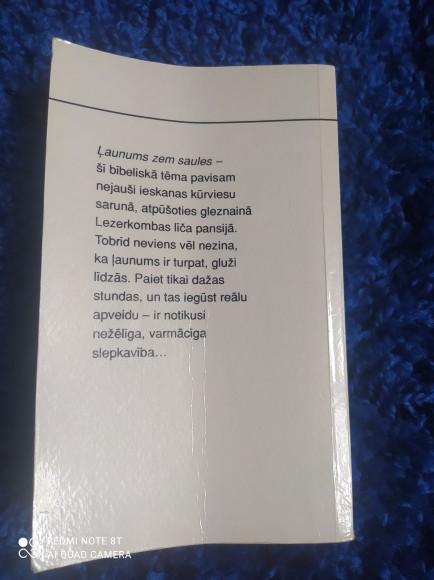 Ļaunums zem saules –
šī bībeliskā tēma pavisam
nejauši ieskanas kūrviesu
sarunā, atpūšoties gleznainā
Lezerkombas līča pansijā.
Tobrīd neviens vēl nezina,
ka ļaunums ir turpat, gluži
līdzās. Paiet tikai dažas
stundas, un tas iegūst reālu
apveidu – ir notikusi
nežēlīga, varmācīga
slepkavība...
REDMI NOTE 8T
AI QUAD CAMERA